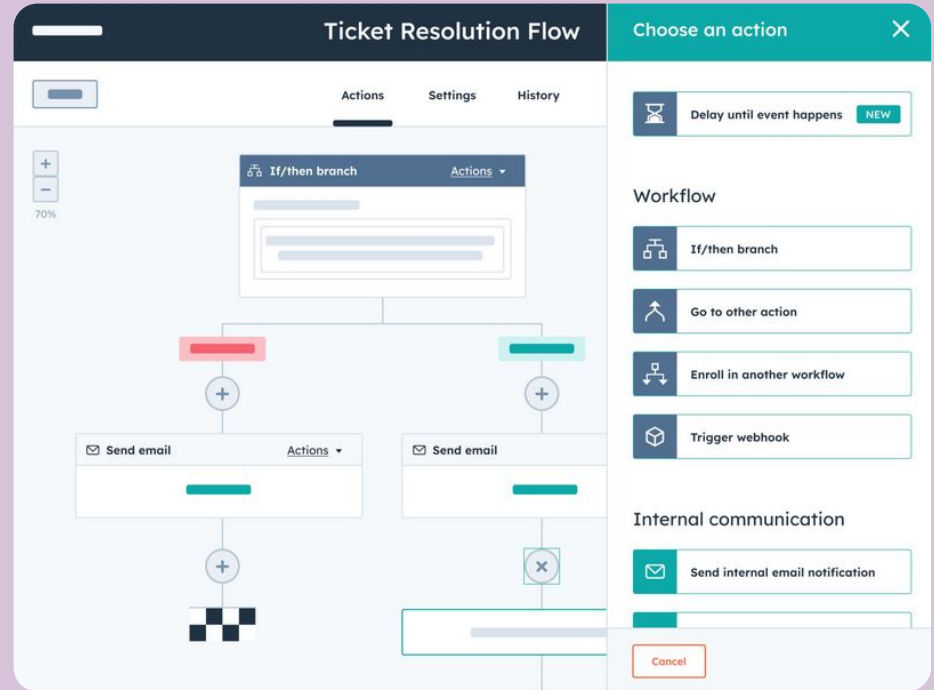 Ticket Resolution Flow
Actions
Settings
History
+
−
70%
If/then branch
Actions
+
+
Send email
Actions
Send email
+
×
Choose an action
×
Delay until event happens
NEW
Workflow
If/then branch
Go to other action
Enroll in another workflow
Trigger webhook
Internal communication
Send internal email notification
Cancel